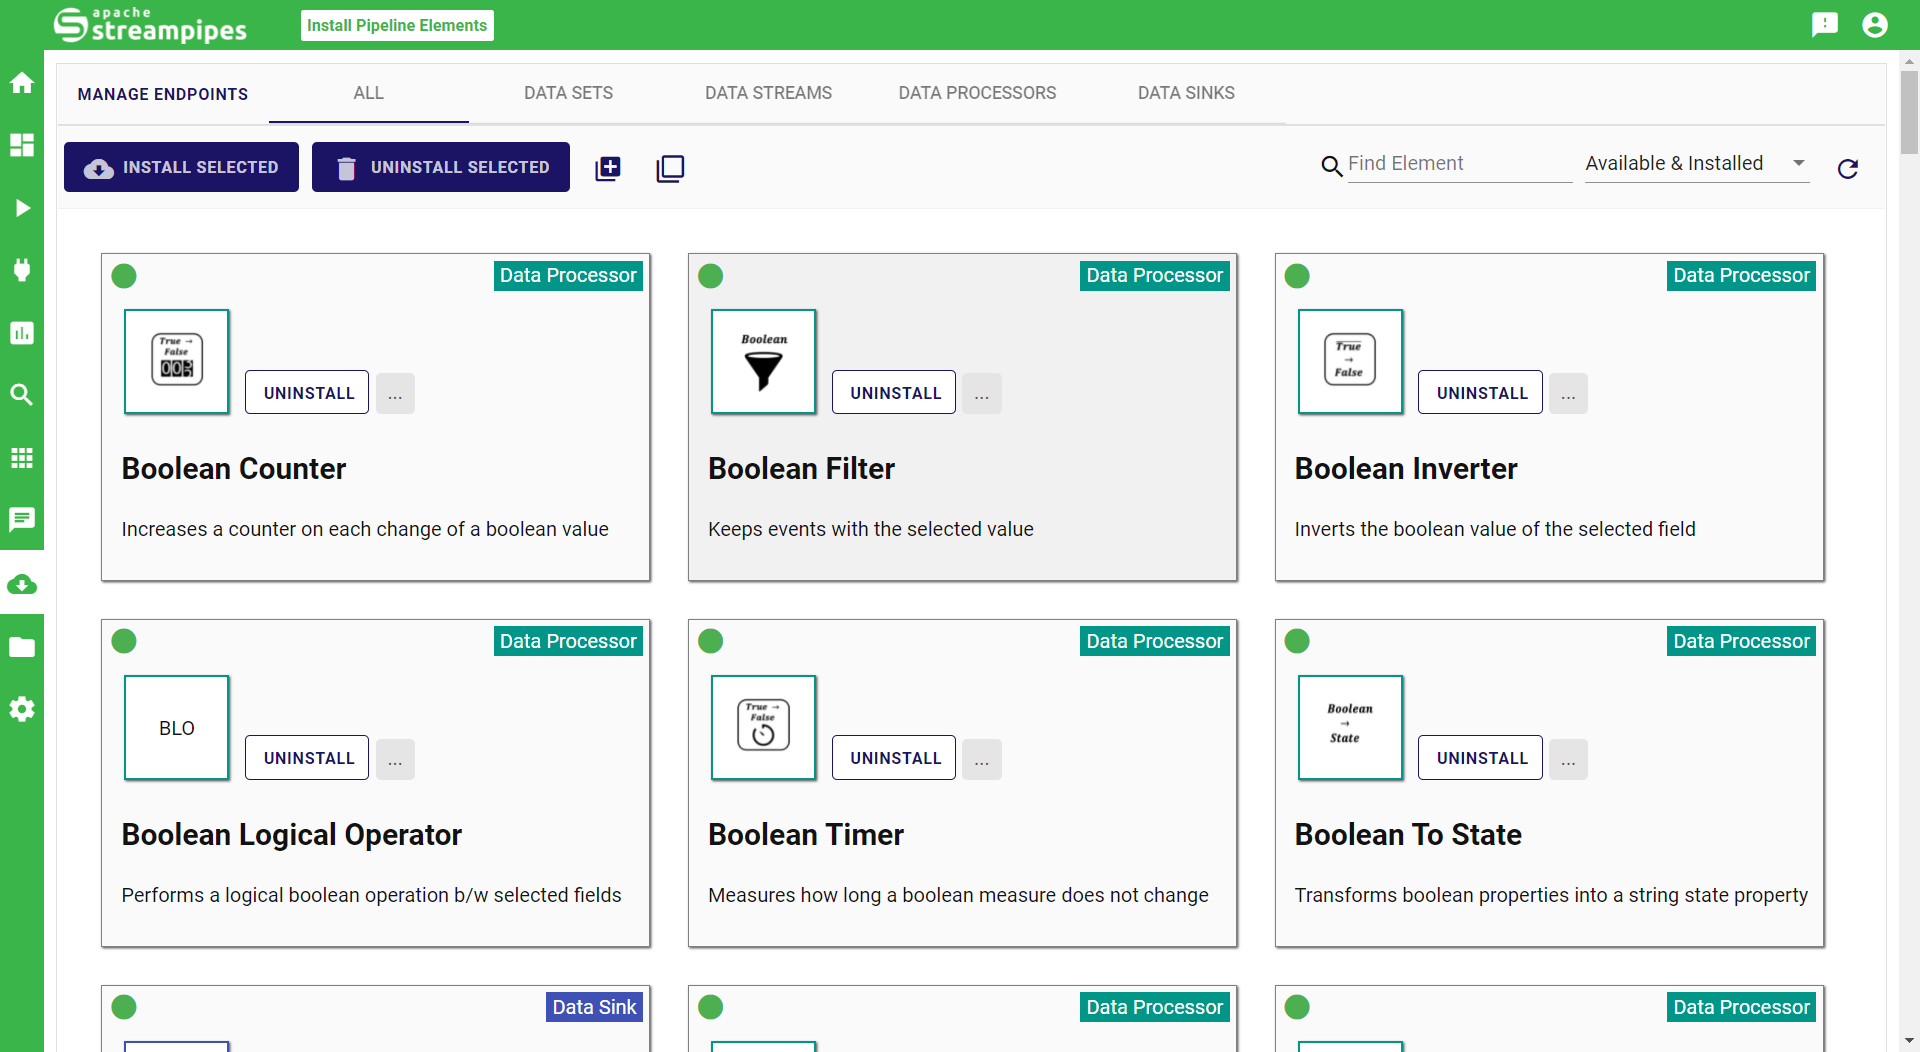 apache
streampipes
Install Pipeline Elements
MANAGE ENDPOINTS
ALL
DATA SETS
DATA STREAMS
DATA PROCESSORS
DATA SINKS
INSTALL SELECTED
UNINSTALL SELECTED
Find Element
Available & Installed
Data Processor
True →
False
UNINSTALL
...
Boolean Counter
Increases a counter on each change of a boolean value
Data Processor
Boolean
UNINSTALL
...
Boolean Filter
Keeps events with the selected value
Data Processor
True
→
False
UNINSTALL
...
Boolean Inverter
Inverts the boolean value of the selected field
Data Processor
BLO
UNINSTALL
...
Boolean Logical Operator
Performs a logical boolean operation b/w selected fields
Data Processor
True →
False
UNINSTALL
...
Boolean Timer
Measures how long a boolean measure does not change
Data Processor
Boolean
→
State
UNINSTALL
...
Boolean To State
Transforms boolean properties into a string state property
Data Sink
Data Processor
Data Processor